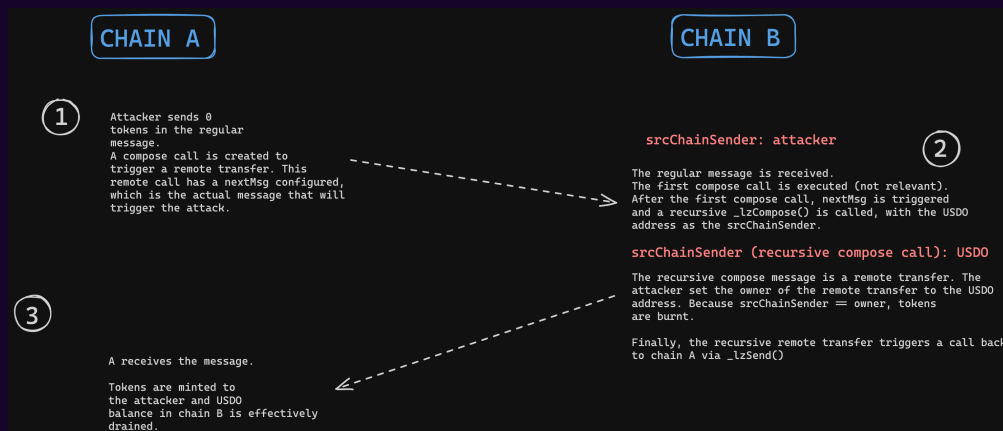 CHAIN A
CHAIN B
1
Attacker sends 0
tokens in the regular
message.
A compose call is created to
trigger a remote transfer. This
remote call has a nextMsg configured,
which is the actual message that will
trigger the attack.
srcChainSender: attacker
2
The regular message is received.
The first compose call is executed (not relevant).
After the first compose call, nextMsg is triggered
and a recursive _lzCompose() is called, with the USDO
address as the srcChainSender.
srcChainSender (recursive compose call): USDO
The recursive compose message is a remote transfer. The
attacker set the owner of the remote transfer to the USDO
address. Because srcChainSender == owner, tokens
are burnt.
Finally, the recursive remote transfer triggers a call back
to chain A via _lzSend()
3
A receives the message.
Tokens are minted to
the attacker and USDO
balance in chain B is effectively
drained.